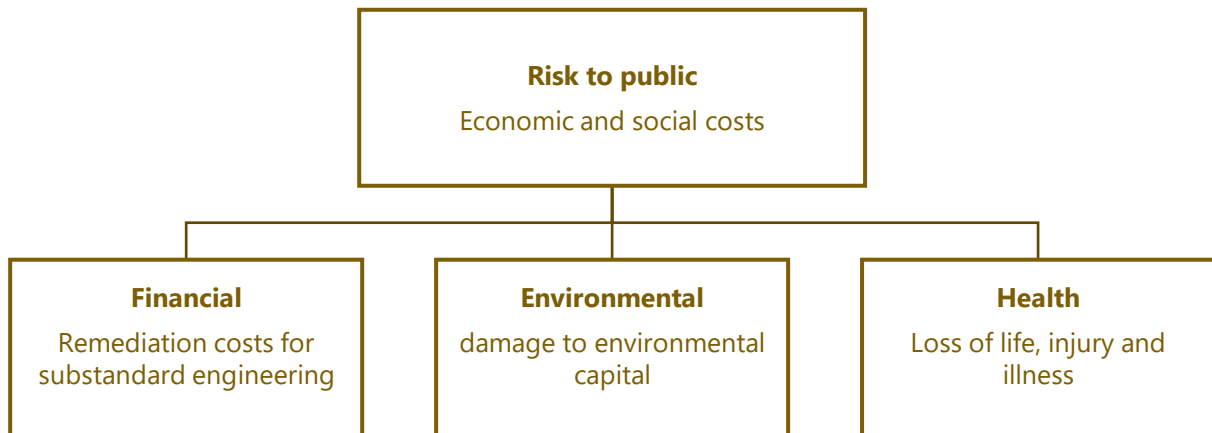 Risk to public
Economic and social costs
Financial
Remediation costs for
substandard engineering
Environmental
damage to environmental
capital
Health
Loss of life, injury and
illness